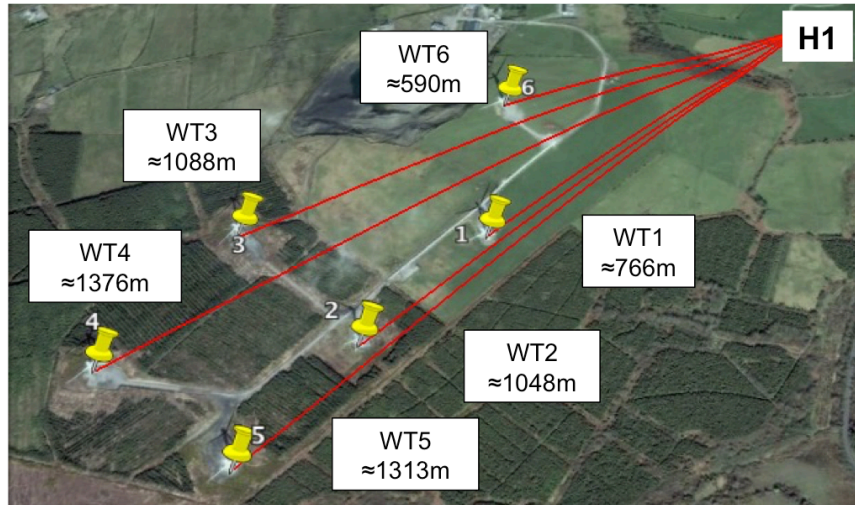 H1
WT6
≈590m
6
WT3
≈1088m
3
1
WT1
≈766m
WT4
≈1376m
4
2
WT2
≈1048m
5
WT5
≈1313m